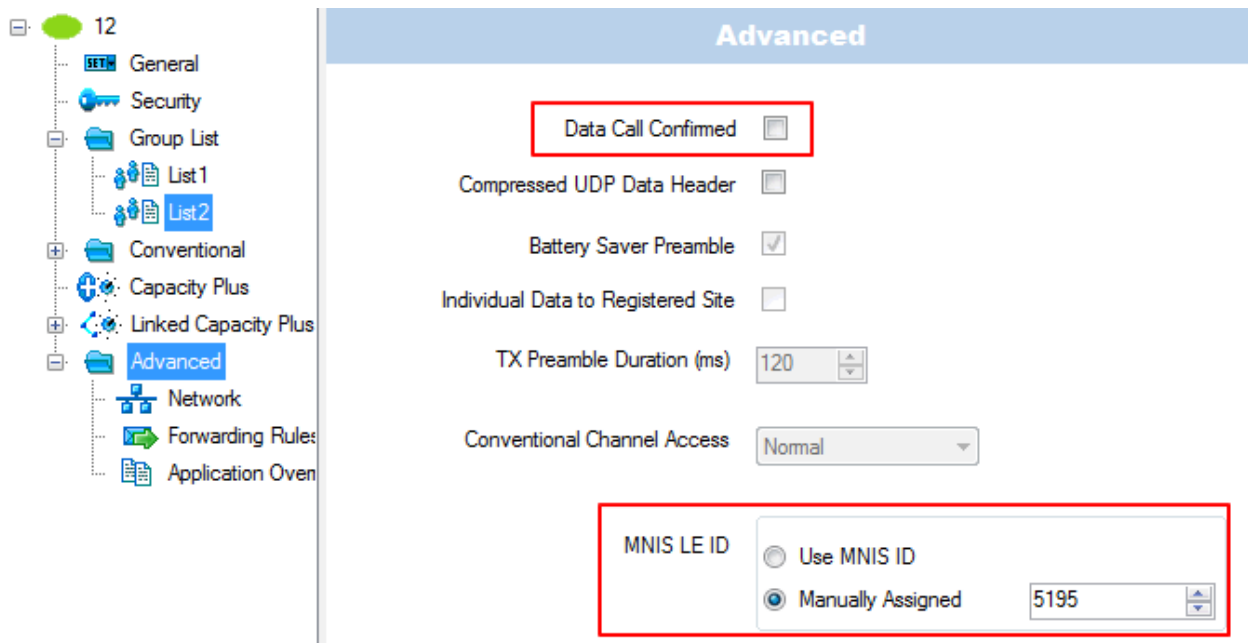 12
General
Security
Group List
List1
List2
Conventional
Capacity Plus
Linked Capacity Plus
Advanced
Network
Forwarding Rules
Application Overr
Advanced
Data Call Confirmed
Compressed UDP Data Header
Battery Saver Preamble
Individual Data to Registered Site
TX Preamble Duration (ms) 120
Conventional Channel Access Normal
MNIS LE ID
Use MNIS ID
Manually Assigned 5195